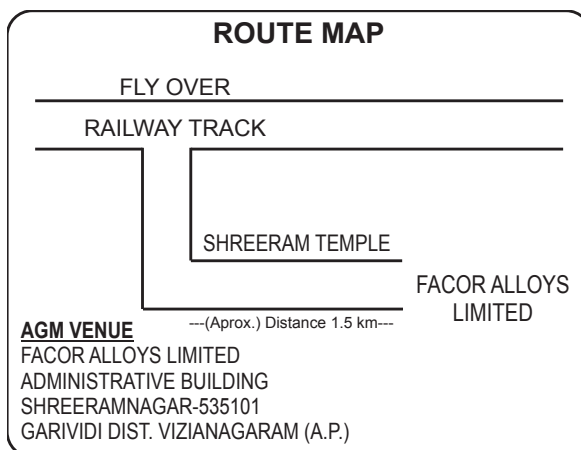 ROUTE MAP
FLY OVER
RAILWAY TRACK
SHREERAM TEMPLE
FACOR ALLOYS
LIMITED
---(Aprox.) Distance 1.5 km---
AGM VENUE
FACOR ALLOYS LIMITED
ADMINISTRATIVE BUILDING
SHREERAMNAGAR-535101
GARIVIDI DIST. VIZIANAGARAM (A.P.)